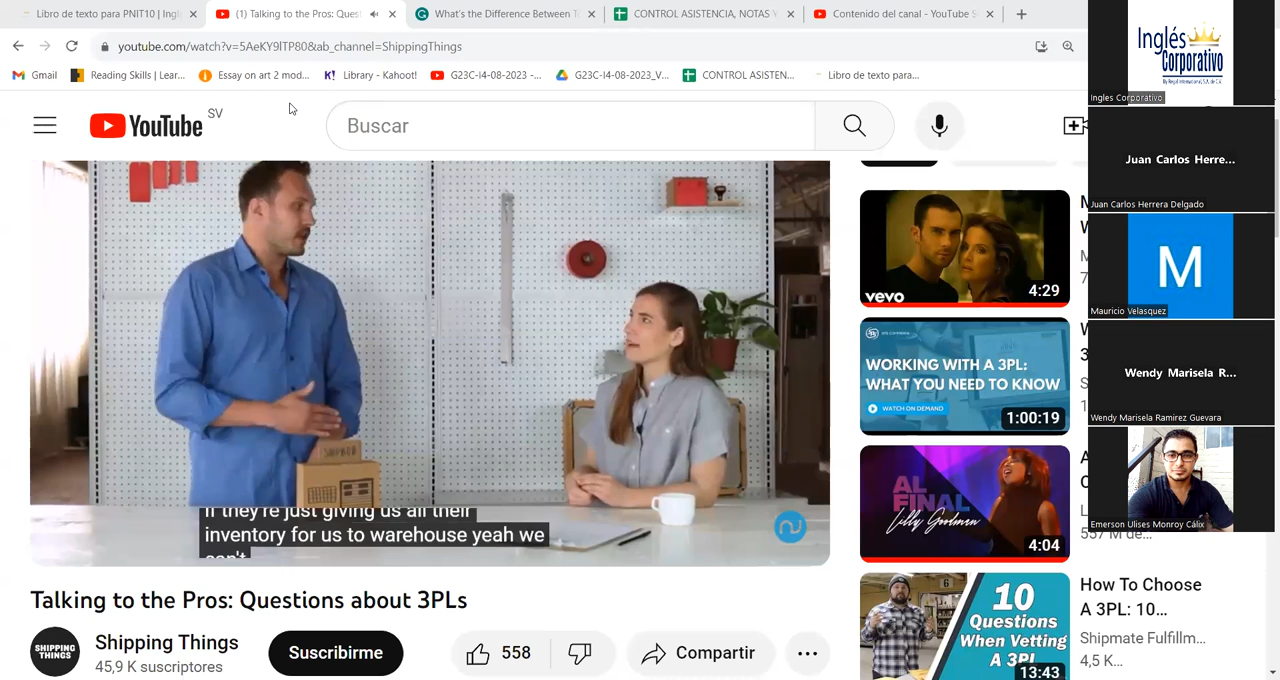 Libro de texto para PNIT10 | Ingl
(1) Talking to the Pros: Quest
What's the Difference Between T
CONTROL ASISTENCIA, NOTAS Y
Contenido del canal - YouTube S
youtube.com/watch?v=5AeKY9lTP80&ab_channel=ShippingThings
Gmail
Reading Skills | Lear...
Essay on art 2 mod...
Library - Kahoot!
G23C-I4-08-2023 -...
G23C-I4-08-2023_V...
CONTROL ASISTEN...
Libro de texto para...
YouTube
SV
Buscar
if they're just giving us all their
inventory for us to warehouse yeah we
can't
Talking to the Pros: Questions about 3PLs
SHIPPING
THINGS
Shipping Things
45,9 K suscriptores
Suscribirme
558
Compartir
vevo
4:29
WORKING WITH A 3PL:
WHAT YOU NEED TO KNOW
WATCH ON DEMAND
1:00:19
AL
FINAL
Lilly Goodman
4:04
557 M de...
10
Questions
When Vetting
A 3PL
13:43
How To Choose
A 3PL: 10...
Shipmate Fulfillm...
4,5 K...
Inglés
Corporativo
Ingles Corporativo
Juan Carlos Herre...
Juan Carlos Herrera Delgado
M
Mauricio Velasquez
Wendy Marisela R...
Wendy Marisela Ramirez Guevara
Emerson Ulises Monroy Cálix